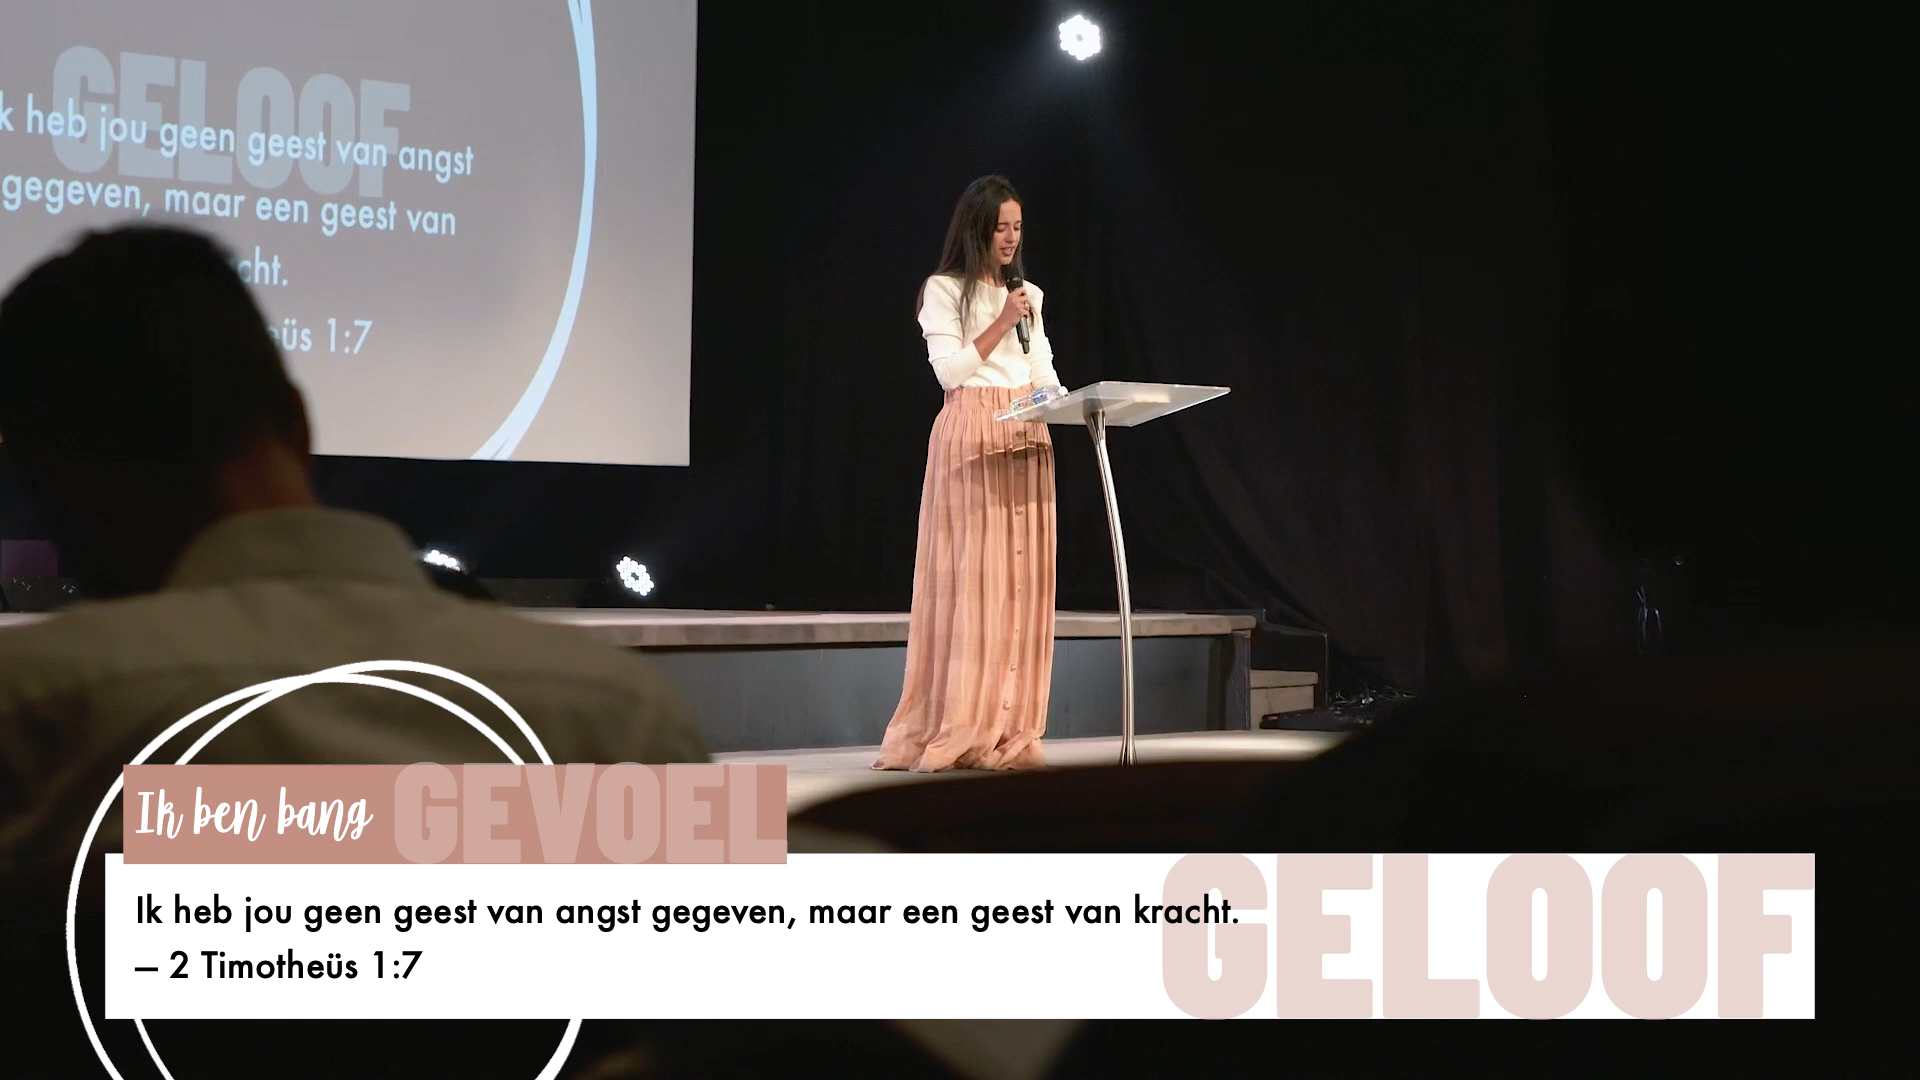 GELOOF
k heb jou geen geest van angst
gegeven, maar een geest van
cht.
eüs 1:7
Ik ben bang GEVOEL
GELOOF
Ik heb jou geen geest van angst gegeven, maar een geest van kracht.
— 2 Timotheüs 1:7